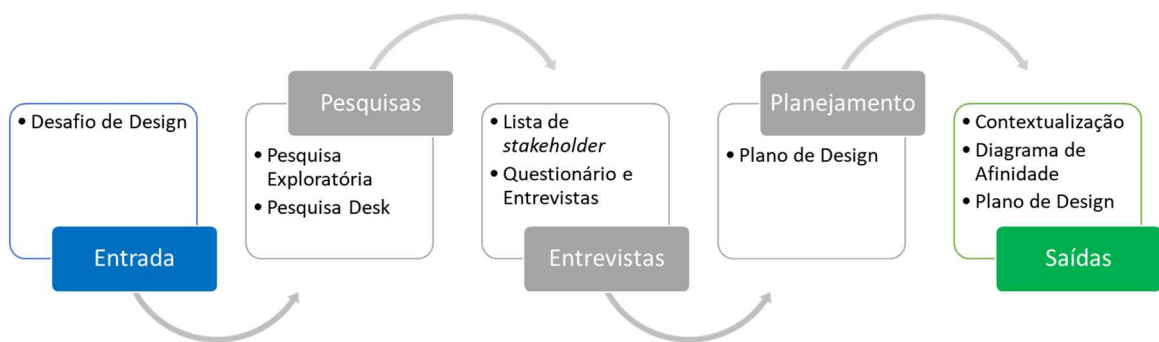 • Desafio de Design
Entrada
Pesquisas
• Pesquisa
Exploratória
• Pesquisa Desk
• Lista de
stakeholder
• Questionário e
Entrevistas
Entrevistas
Planejamento
• Plano de Design
• Contextualização
• Diagrama de
Afinidade
• Plano de Design
Saídas